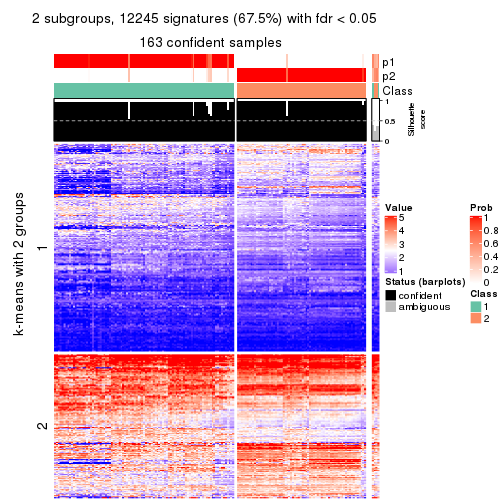 2 subgroups, 12245 signatures (67.5%) with fdr < 0.05
163 confident samples
p1
p2
Class
1
0.5
0
Silhouette
score
k-means with 2 groups
1
2
Value
5
4
3
2
1
Status (barplots)
confident
ambiguous
Prob
1
0.8
0.6
0.4
0.2
0
Class
1
2